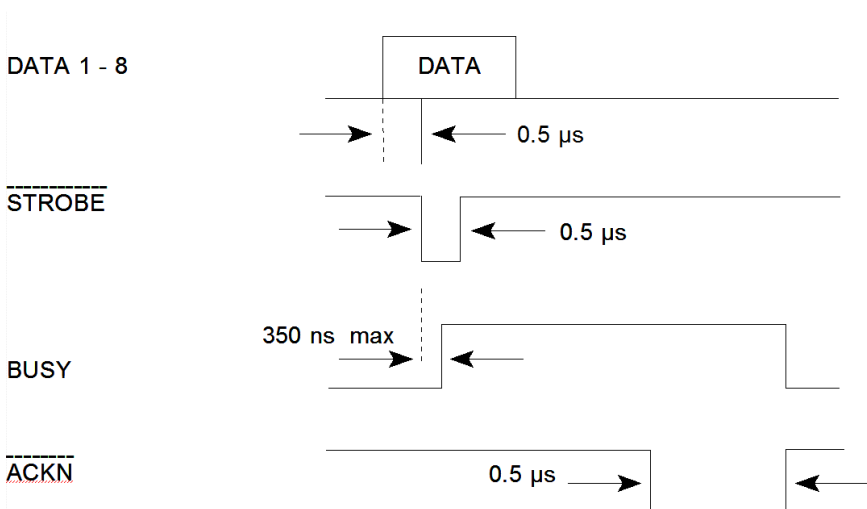 DATA 1 - 8
DATA
0.5 µs
STROBE
0.5 µs
350 ns max
BUSY
ACKN
0.5 µs